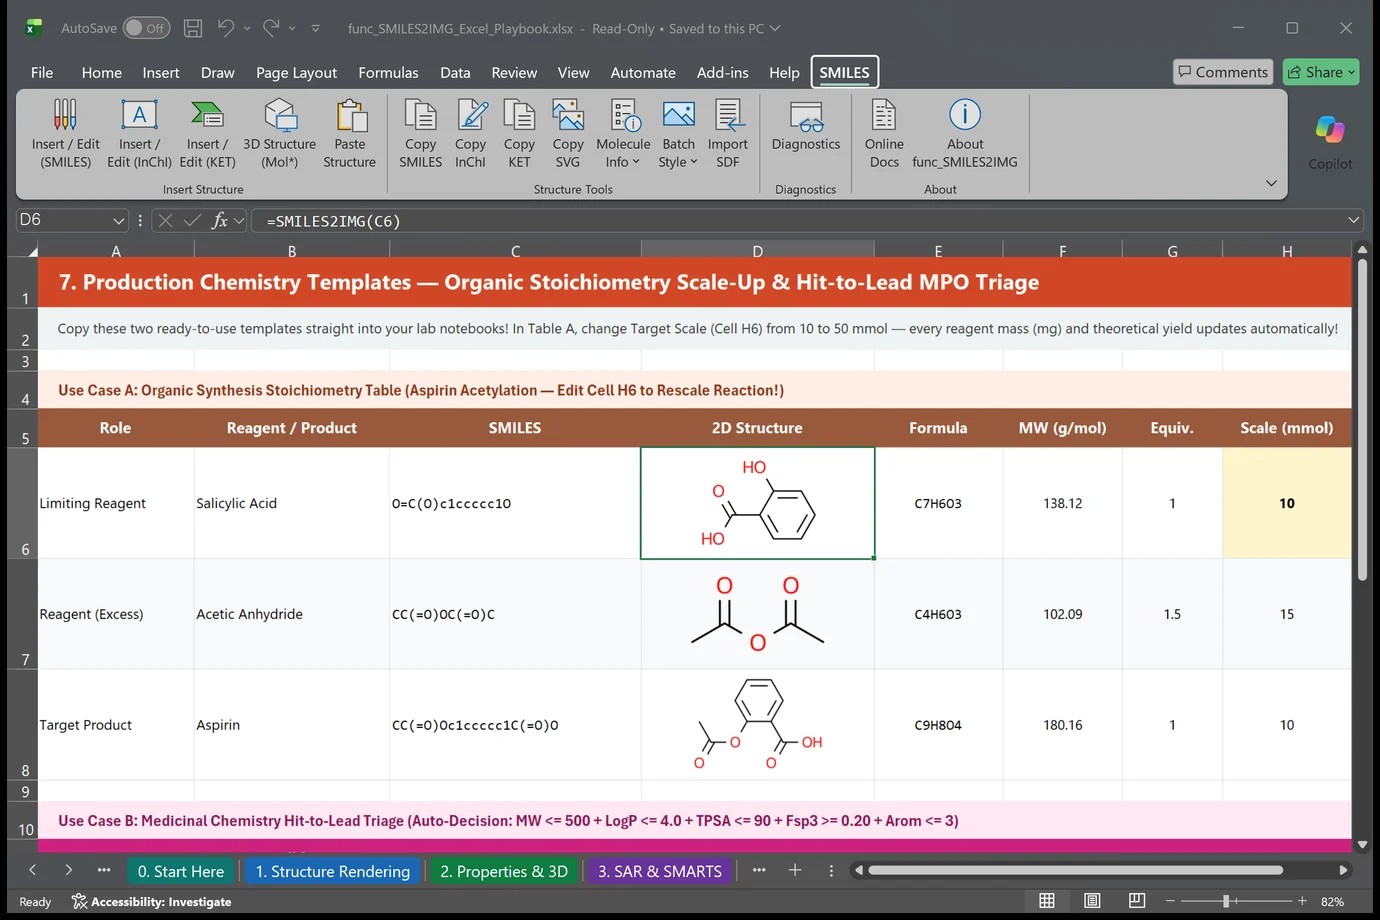 AutoSave Off func_SMILES2IMG_Excel_Playbook.xlsx - Read-Only • Saved to this PC
File Home Insert Draw Page Layout Formulas Data Review View Automate Add-ins Help SMILES Comments Share
Insert / Edit (SMILES)
Insert / Edit (InChI)
Insert / Edit (KET)
3D Structure (Mol*)
Paste Structure
Copy SMILES
Copy InChI
Copy KET
Copy SVG
Molecule Info
Batch Style
Import SDF
Diagnostics
Online Docs
About func_SMILES2IMG
Copilot
Insert Structure Structure Tools Diagnostics About
D6 fx =SMILES2IMG(C6)
A B C D E F G H
1 7. Production Chemistry Templates — Organic Stoichiometry Scale-Up & Hit-to-Lead MPO Triage
2 Copy these two ready-to-use templates straight into your lab notebooks! In Table A, change Target Scale (Cell H6) from 10 to 50 mmol — every reagent mass (mg) and theoretical yield updates automatically!
3
4 Use Case A: Organic Synthesis Stoichiometry Table (Aspirin Acetylation — Edit Cell H6 to Rescale Reaction!)
5 Role Reagent / Product SMILES 2D Structure Formula MW (g/mol) Equiv. Scale (mmol)
HO
O
HO
6 Limiting Reagent Salicylic Acid O=C(O)c1ccccc1O C7H6O3 138.12 1 10
O O
O
7 Reagent (Excess) Acetic Anhydride CC(=O)OC(=O)C C4H6O3 102.09 1.5 15
O OH
O O
8 Target Product Aspirin CC(=O)Oc1ccccc1C(=O)O C9H8O4 180.16 1 10
9
10 Use Case B: Medicinal Chemistry Hit-to-Lead Triage (Auto-Decision: MW <= 500 + LogP <= 4.0 + TPSA <= 90 + Fsp3 >= 0.20 + Arom <= 3)
0. Start Here 1. Structure Rendering 2. Properties & 3D 3. SAR & SMARTS
Ready Accessibility: Investigate 82%